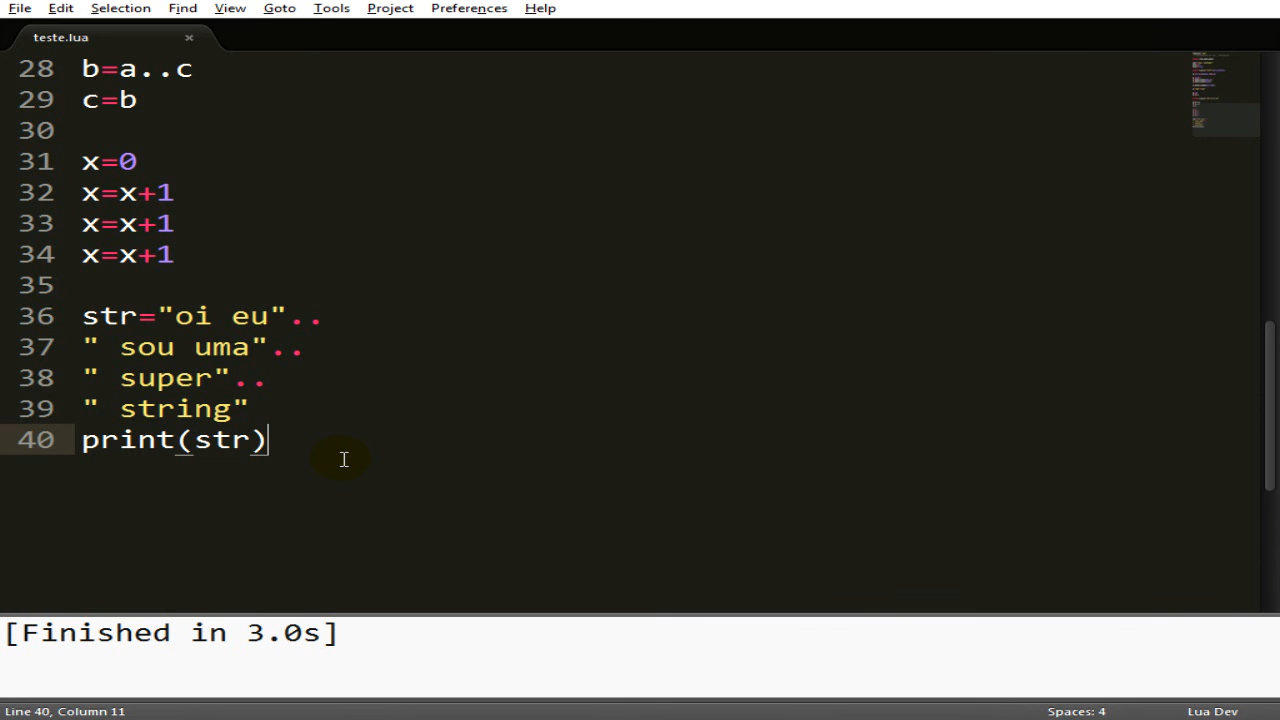 File Edit Selection Find View Goto Tools Project Preferences Help
teste.lua ×
28 b=a..c
29 c=b
30
31 x=0
32 x=x+1
33 x=x+1
34 x=x+1
35
36 str="oi eu"..
37 " sou uma"..
38 " super"..
39 " string"
40 print(str)
[Finished in 3.0s]
Line 40, Column 11 Spaces: 4 Lua Dev